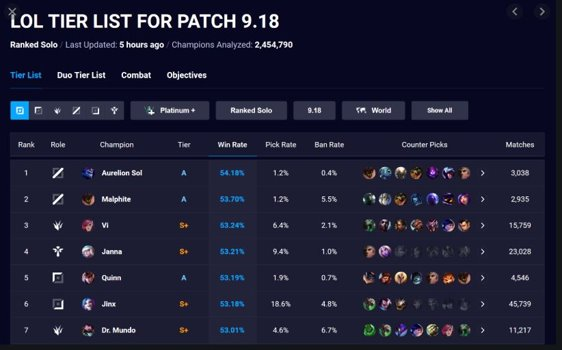 LOL TIER LIST FOR PATCH 9.18
Ranked Solo / Last Updated: 5 hours ago / Champions Analyzed: 2,454,790
Tier List Duo Tier List Combat Objectives
Platinum + Ranked Solo 9.18 World Show All
Rank Role Champion Tier Win Rate Pick Rate Ban Rate Counter Picks Matches
1 Aurelion Sol A 54.18% 1.2% 0.4% 3,038
2 Malphite A 53.70% 1.2% 5.5% 2,935
3 Vi S+ 53.24% 6.4% 2.1% 15,759
4 Janna S+ 53.21% 9.4% 1.0% 23,028
5 Quinn A 53.19% 1.9% 0.7% 4,546
6 Jinx S+ 53.18% 18.6% 4.8% 45,739
7 Dr. Mundo S+ 53.01% 4.6% 6.7% 11,217